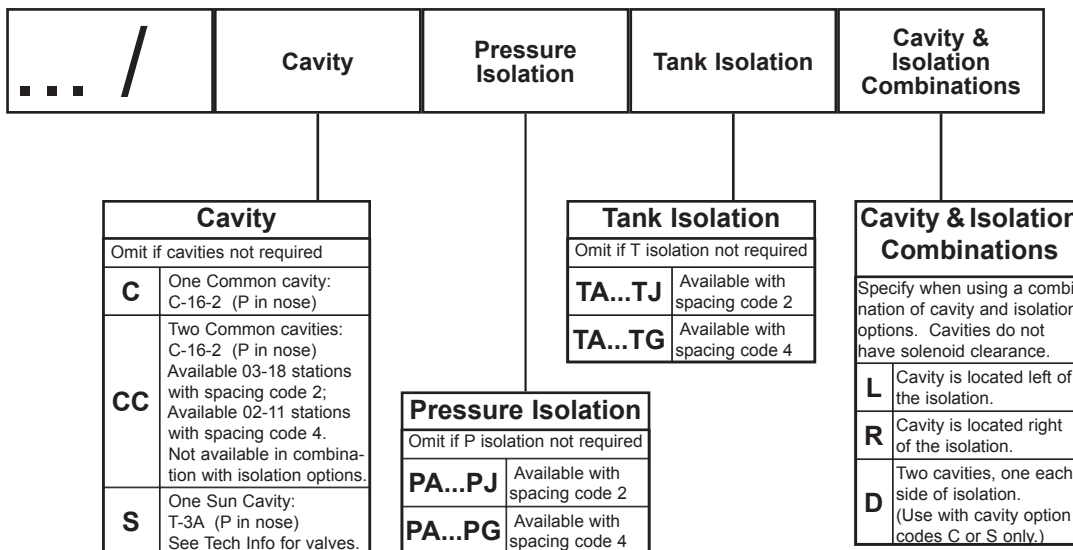 ... /
Cavity
Pressure
Isolation
Tank Isolation
Cavity &
Isolation
Combinations
Cavity
Omit if cavities not required
C
One Common cavity:
C-16-2 (P in nose)
CC
Two Common cavities:
C-16-2 (P in nose)
Available 03-18 stations
with spacing code 2;
Available 02-11 stations
with spacing code 4.
Not available in combina-
tion with isolation options.
S
One Sun Cavity:
T-3A (P in nose)
See Tech Info for valves.
Pressure Isolation
Omit if P isolation not required
PA...PJ
Available with
spacing code 2
PA...PG
Available with
spacing code 4
Tank Isolation
Omit if T isolation not required
TA...TJ
Available with
spacing code 2
TA...TG
Available with
spacing code 4
Cavity & Isolation
Combinations
Specify when using a combi
nation of cavity and isolation
options. Cavities do not
have solenoid clearance.
L
Cavity is located left of
the isolation.
R
Cavity is located right
of the isolation.
D
Two cavities, one each
side of isolation.
(Use with cavity option
codes C or S only.)